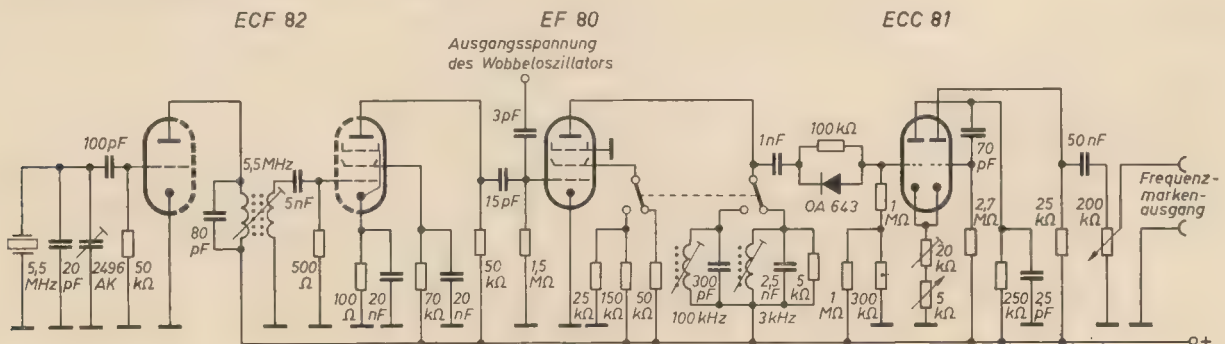 ECF 82
EF 80
ECC 81
Ausgangsspannung
des Wobbeloszillators
100pF
5,5MHz
80
pF
5nF
5,5
MHz
20
pF
2496
AK
50
kΩ
500
Ω
100
Ω
20
nF
70
kΩ
20
nF
50
kΩ
3pF
15pF
1,5
MΩ
25
kΩ
150
kΩ
50
kΩ
300
pF
100kHz
2,5
nF
5
kΩ
3kHz
1nF
100kΩ
OA 643
1
MΩ
1
MΩ
300
kΩ
70
pF
20
kΩ
5
kΩ
2,7
MΩ
250
kΩ
25
pF
25
kΩ
50nF
200
kΩ
Frequenz-
marken-
ausgang
+